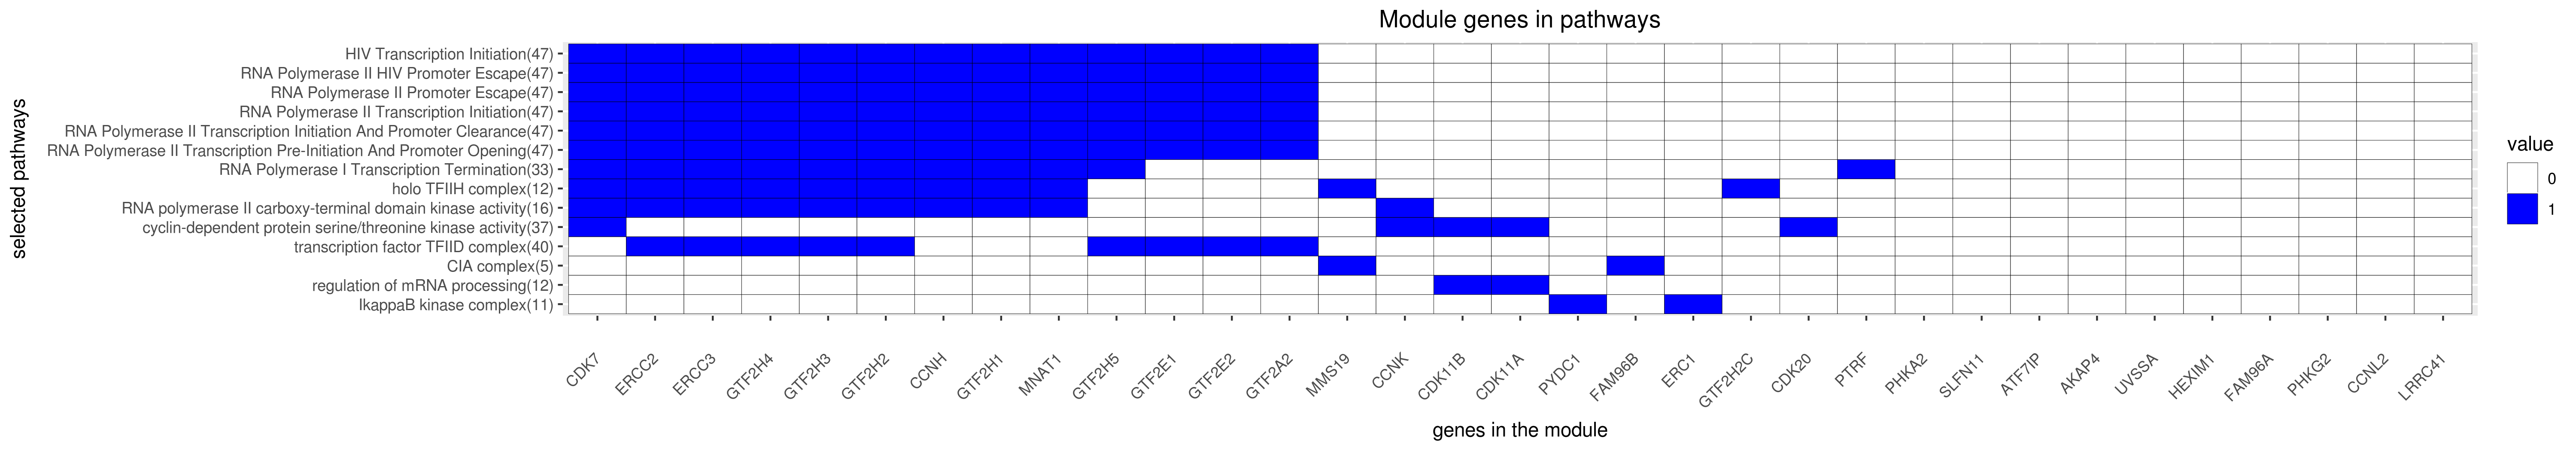 Module genes in pathways
selected pathways
HIV Transcription Initiation(47)
RNA Polymerase II HIV Promoter Escape(47)
RNA Polymerase II Promoter Escape(47)
RNA Polymerase II Transcription Initiation(47)
RNA Polymerase II Transcription Initiation And Promoter Clearance(47)
RNA Polymerase II Transcription Pre-Initiation And Promoter Opening(47)
RNA Polymerase I Transcription Termination(33)
holo TFIIH complex(12)
RNA polymerase II carboxy-terminal domain kinase activity(16)
cyclin-dependent protein serine/threonine kinase activity(37)
transcription factor TFIID complex(40)
CIA complex(5)
regulation of mRNA processing(12)
IkappaB kinase complex(11)
CDK7
ERCC2
ERCC3
GTF2H4
GTF2H3
GTF2H2
CCNH
GTF2H1
MNAT1
GTF2H5
GTF2E1
GTF2E2
GTF2A2
MMS19
CCNK
CDK11B
CDK11A
PYDC1
FAM96B
ERC1
GTF2H2C
CDK20
PTRF
PHKA2
SLFN11
ATF7IP
AKAP4
UVSSA
HEXIM1
FAM96A
PHKG2
CCNL2
LRRC41
genes in the module
value
0
1